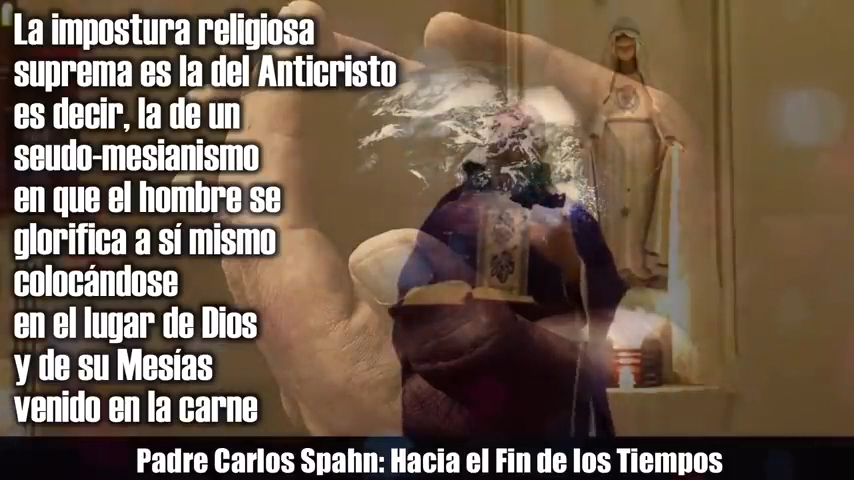 La impostura religiosa
suprema es la del Anticristo
es decir, la de un
seudo-mesianismo
en que el hombre se
glorifica a sí mismo
colocándose
en el lugar de Dios
y de su Mesías
venido en la carne
Padre Carlos Spahn: Hacia el Fin de los Tiempos